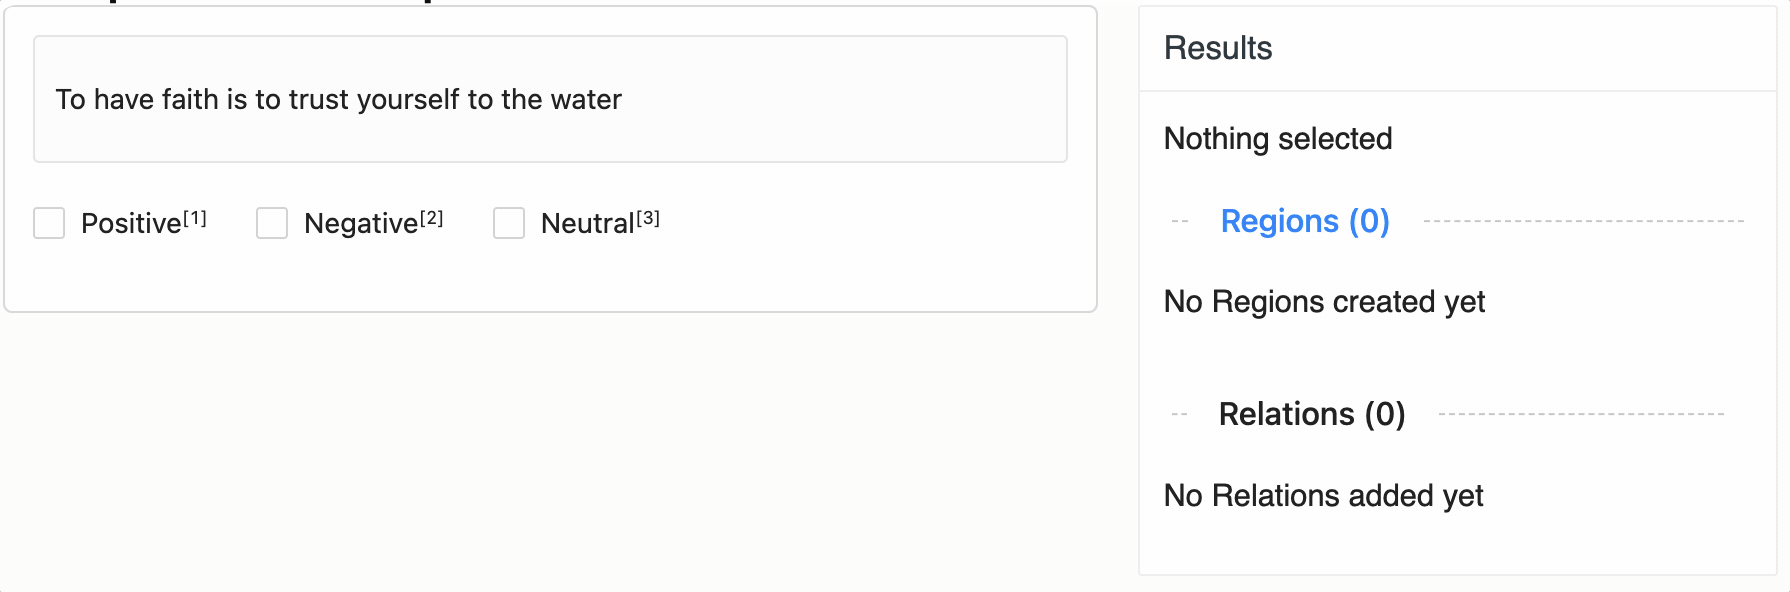 To have faith is to trust yourself to the water
Positive[1] Negative[2] Neutral[3]
Results
Nothing selected
Regions (0)
No Regions created yet
Relations (0)
No Relations added yet